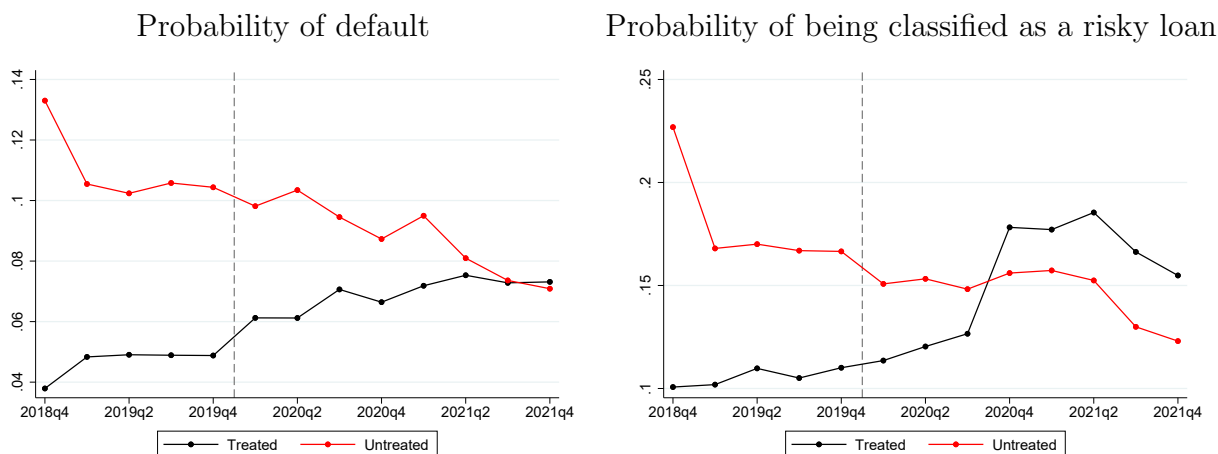 Probability of default
.14
.12
.1
.08
.06
.04
2018q4 2019q2 2019q4 2020q2 2020q4 2021q2 2021q4
Treated Untreated
Probability of being classified as a risky loan
.25
.2
.15
.1
2018q4 2019q2 2019q4 2020q2 2020q4 2021q2 2021q4
Treated Untreated